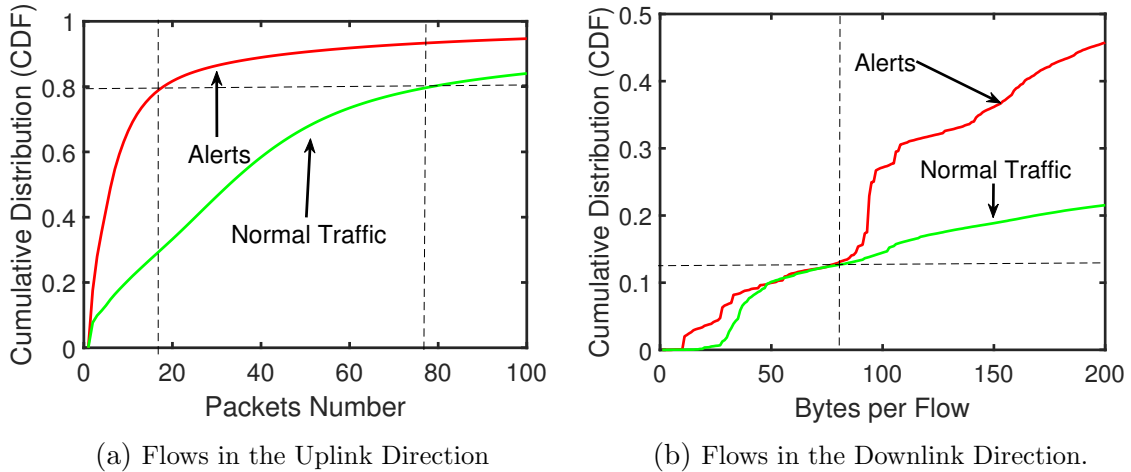 Cumulative Distribution (CDF)
1
0.8
0.6
0.4
0.2
0
Alerts
Normal Traffic
0 20 40 60 80 100
Packets Number
(a) Flows in the Uplink Direction
Cumulative Distribution (CDF)
0.5
0.4
0.3
0.2
0.1
0
Alerts
Normal Traffic
0 50 100 150 200
Bytes per Flow
(b) Flows in the Downlink Direction.